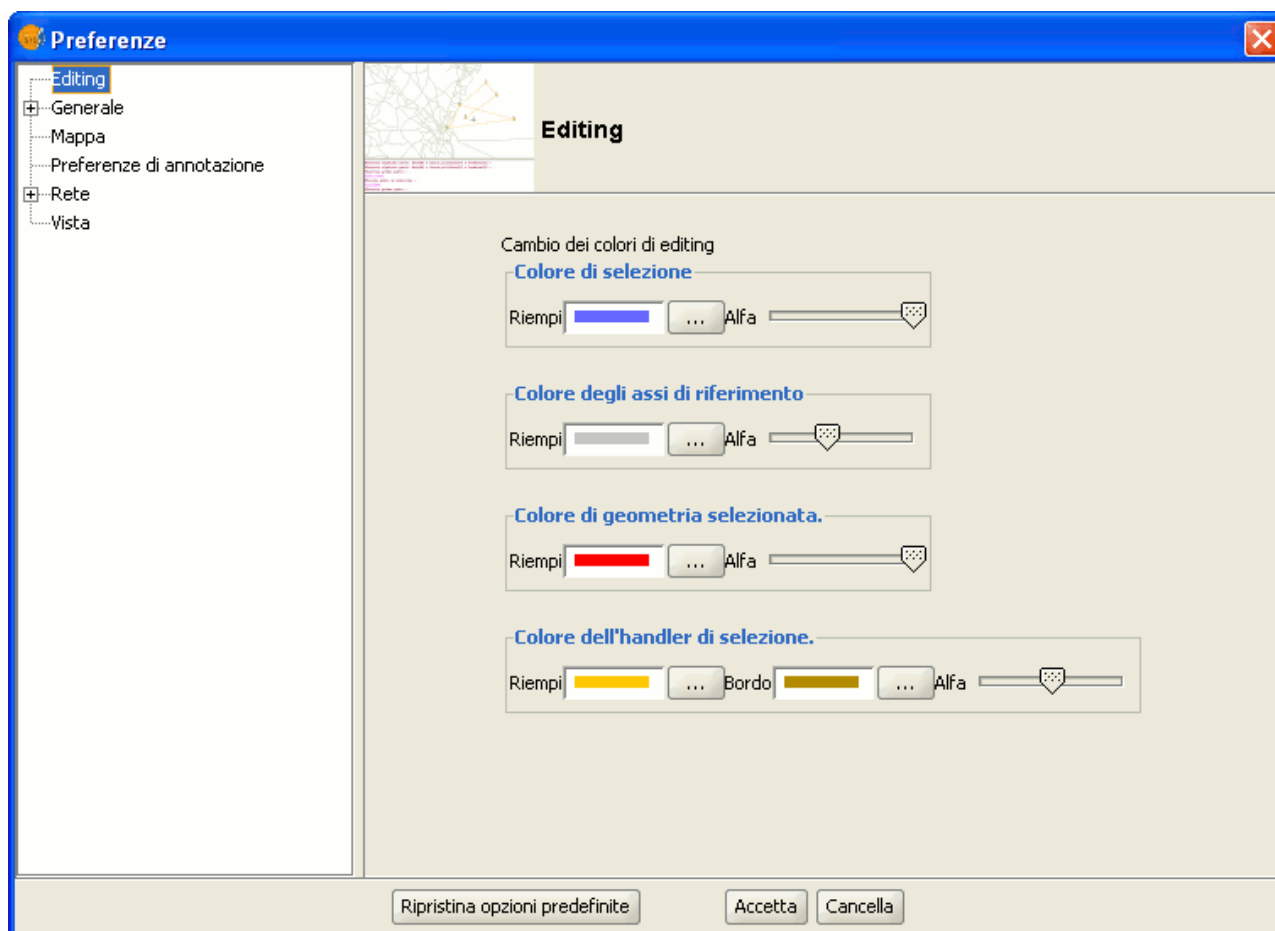 Preferenze
Editing
Generale
Mappa
Preferenze di annotazione
Rete
Vista
Editing
Cambio dei colori di editing
Colore di selezione
Riempi ... Alfa
Colore degli assi di riferimento
Riempi ... Alfa
Colore di geometria selezionata.
Riempi ... Alfa
Colore dell'handler di selezione.
Riempi ... Bordo ... Alfa
Ripristina opzioni predefinite Accetta Cancella